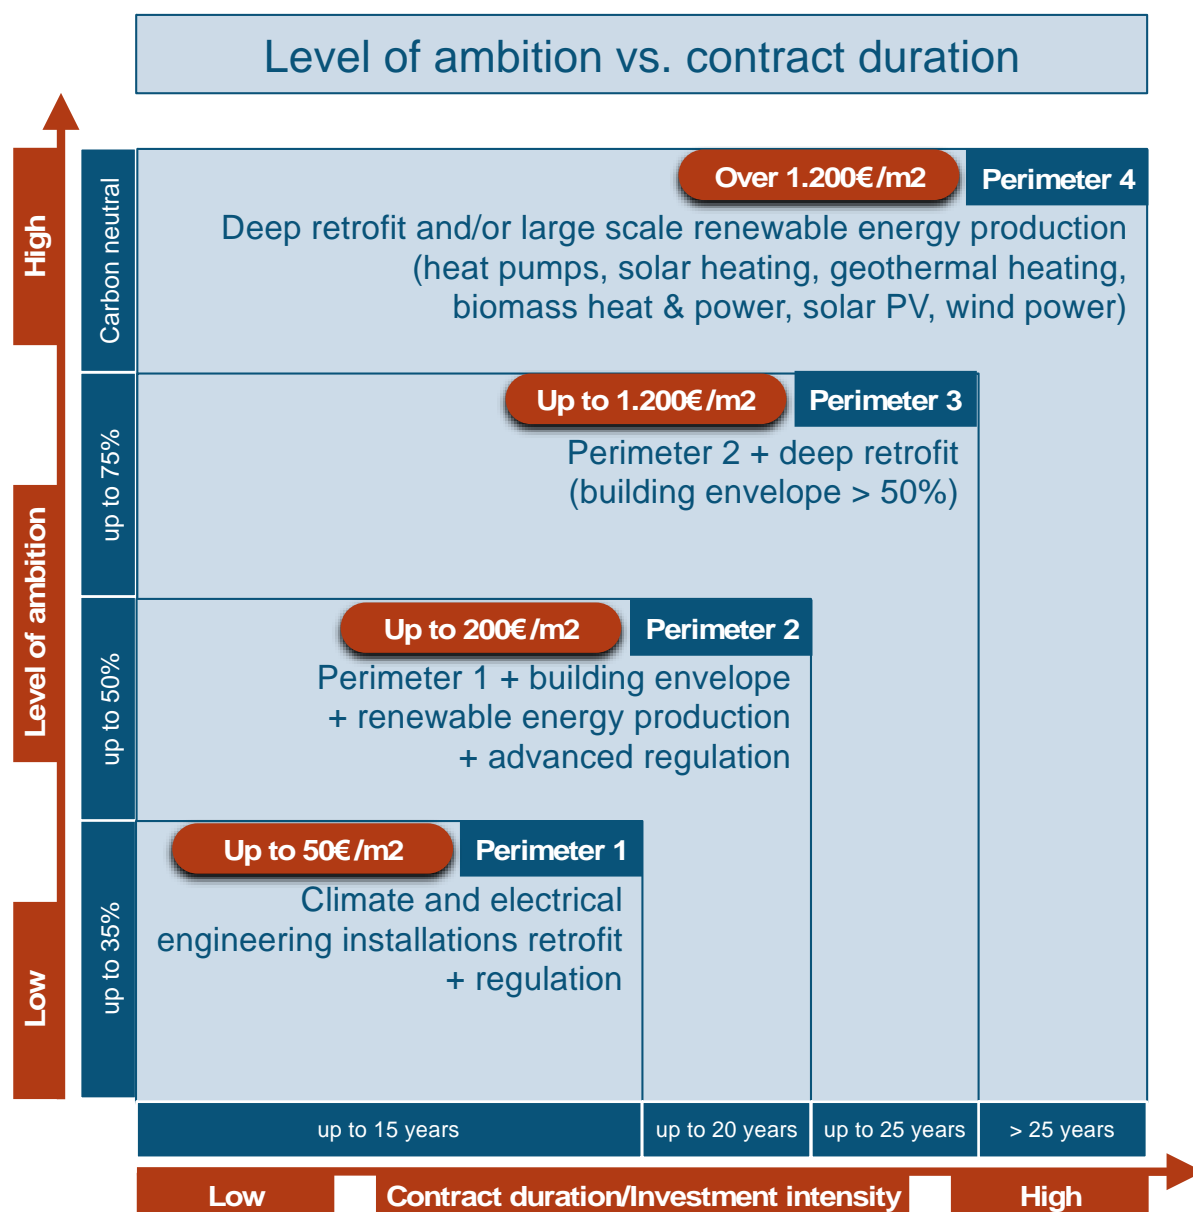 Level of ambition vs. contract duration
High
Level of ambition
Low
Carbon neutral
up to 75%
up to 50%
up to 35%
Over 1.200€/m2
Perimeter 4
Deep retrofit and/or large scale renewable energy production
(heat pumps, solar heating, geothermal heating,
biomass heat & power, solar PV, wind power)
Up to 1.200€/m2
Perimeter 3
Perimeter 2 + deep retrofit
(building envelope > 50%)
Up to 200€/m2
Perimeter 2
Perimeter 1 + building envelope
+ renewable energy production
+ advanced regulation
Up to 50€/m2
Perimeter 1
Climate and electrical
engineering installations retrofit
+ regulation
up to 15 years
up to 20 years
up to 25 years
> 25 years
Low
Contract duration/Investment intensity
High